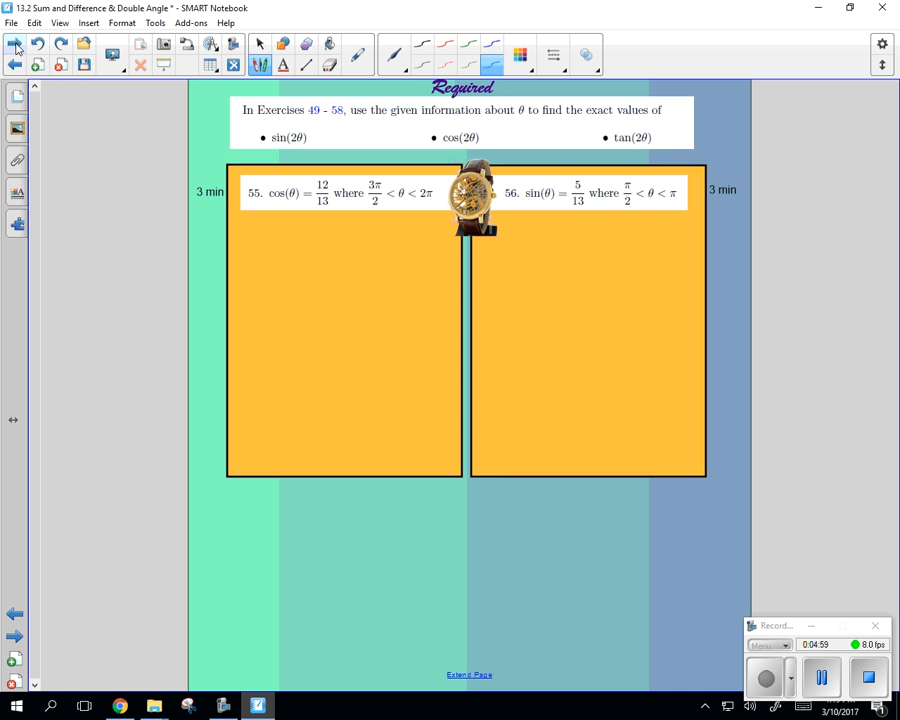 13.2 Sum and Difference & Double Angle * - SMART Notebook
File Edit View Insert Format Tools Add-ons Help
Required
In Exercises 49 - 58, use the given information about θ to find the exact values of
• sin(2θ) • cos(2θ) • tan(2θ)
3 min
55. cos(θ) = 12/13 where 3π/2 < θ < 2π
56. sin(θ) = 5/13 where π/2 < θ < π
3 min
Extend Page
Record...
Menu 0:04:59 8.0 fps
3/10/2017